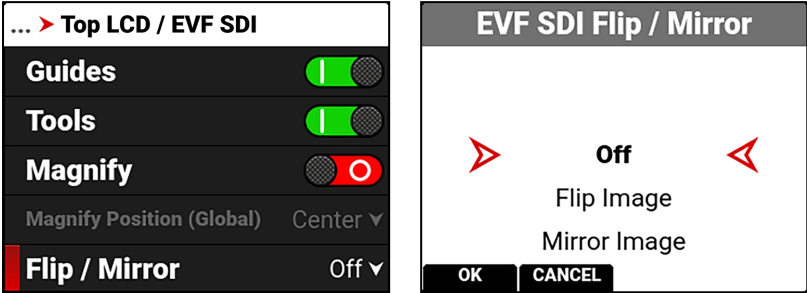 ... > Top LCD / EVF SDI
Guides
Tools
Magnify
Magnify Position (Global) Center
Flip / Mirror Off
EVF SDI Flip / Mirror
Off
Flip Image
Mirror Image
OK CANCEL